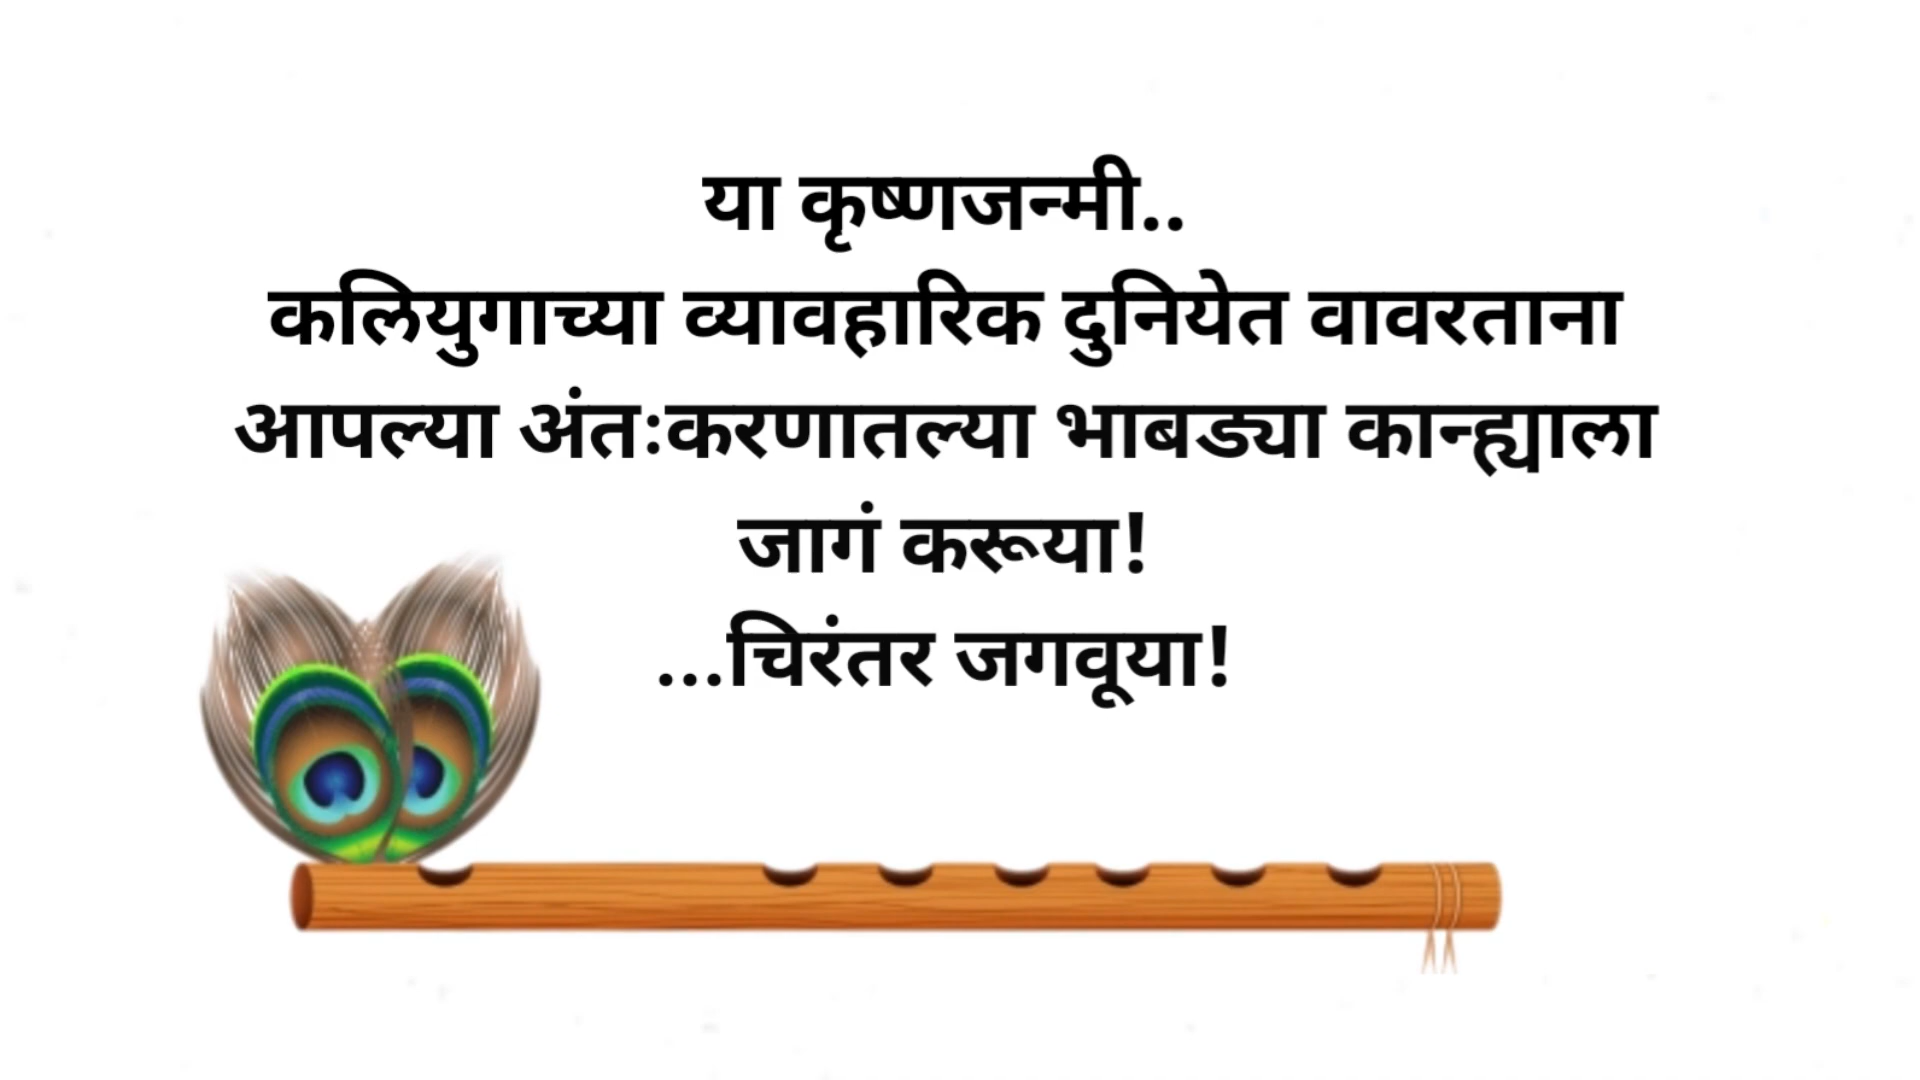 या कृष्णजन्मी..
कलियुगाच्या व्यावहारिक दुनियेत वावरताना
आपल्या अंतःकरणातल्या भाबड्या कान्ह्याला
जागं करूया!
...चिरंतर जगवूया!